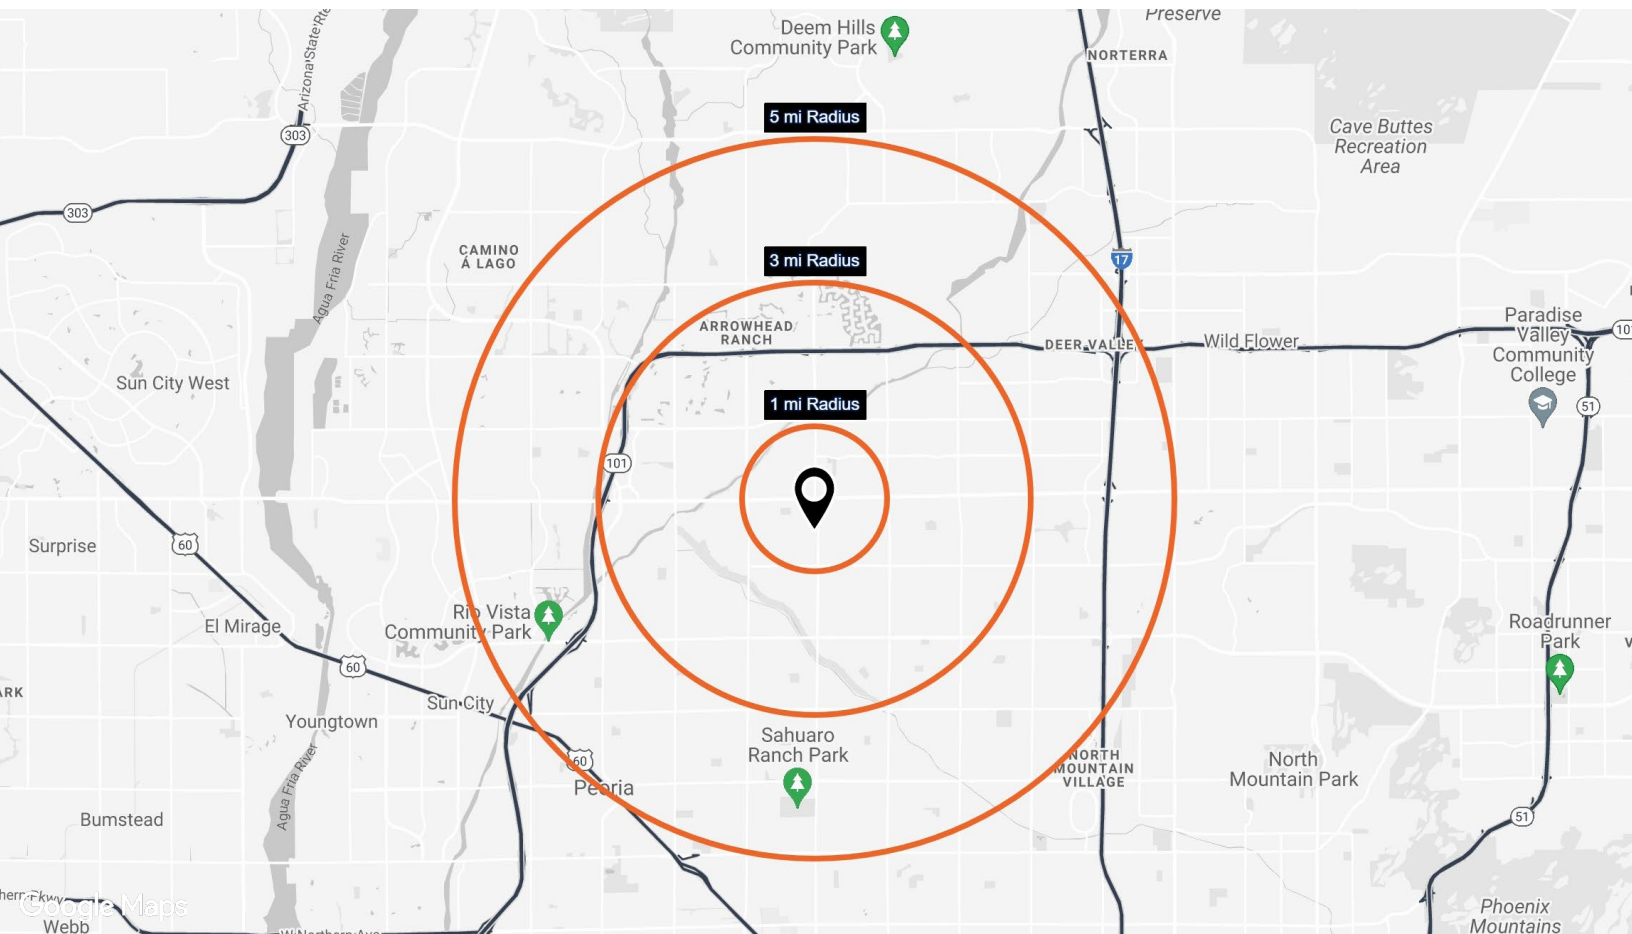 Preserve
Deem Hills
Community Park
NORTERRA
303
5 mi Radius
Cave Buttes
Recreation
Area
303
Agua Fria River
CAMINO
Á LAGO
3 mi Radius
17
ARROWHEAD
RANCH
DEER VALLEY
Wild Flower
Paradise
Valley
Community
College
Sun City West
1 mi Radius
51
101
Surprise
60
El Mirage
Rio Vista
Community Park
Roadrunner
Park
60
Sun City
Youngtown
Sahuaro
Ranch Park
60
Peoria
NORTH
MOUNTAIN
VILLAGE
North
Mountain Park
Agua Fria River
Bumstead
51
Google Maps
Webb
Phoenix
Mountains